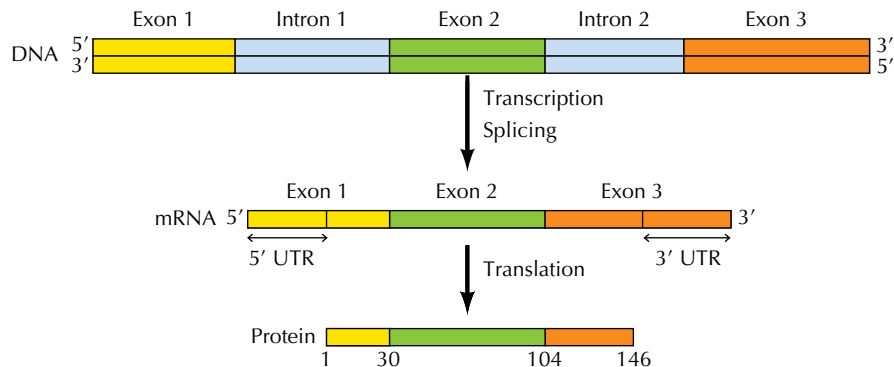 Exon 1 Intron 1 Exon 2 Intron 2 Exon 3
DNA 5′ 3′
3′ 5′
Transcription
Splicing
Exon 1 Exon 2 Exon 3
mRNA 5′ 3′
5′ UTR 3′ UTR
Translation
Protein
1 30 104 146